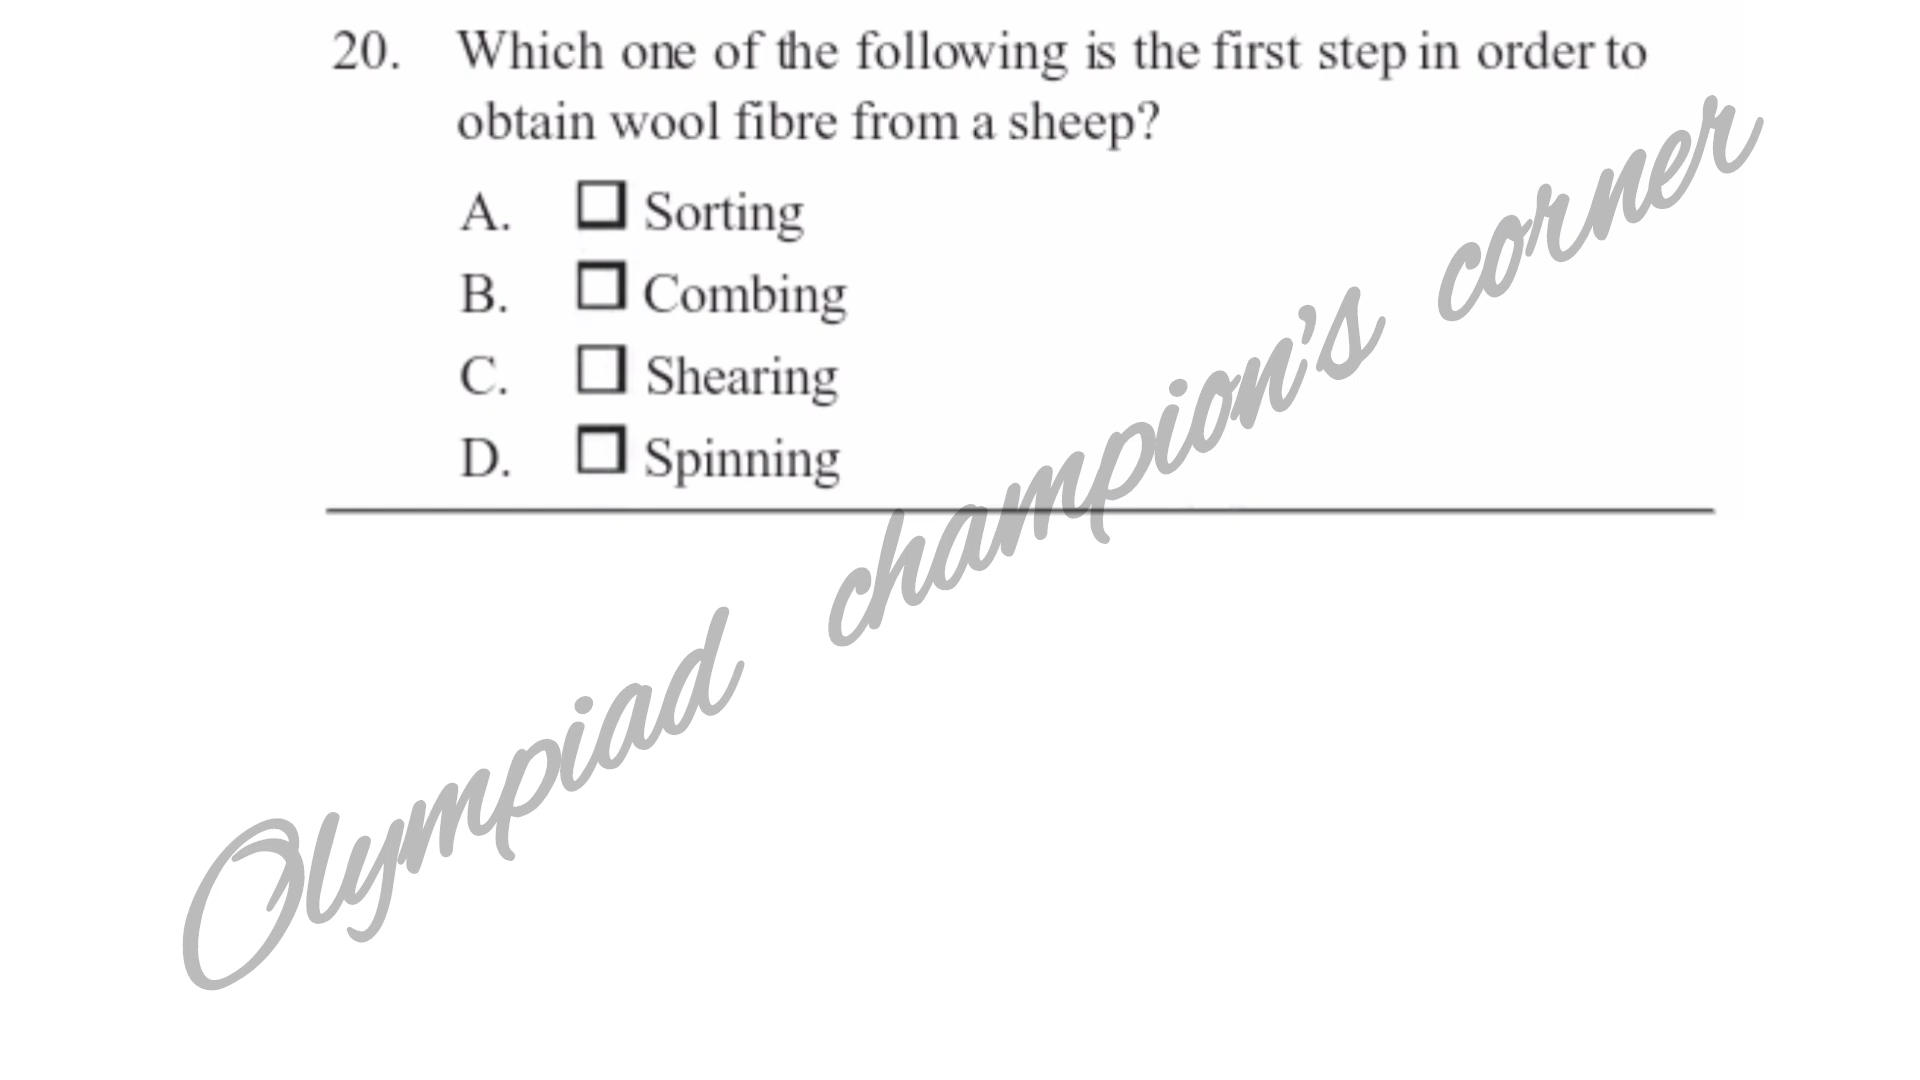 20. Which one of the following is the first step in order to
obtain wool fibre from a sheep?
A. Sorting
B. Combing
C. Shearing
D. Spinning
Olympiad champion's corner